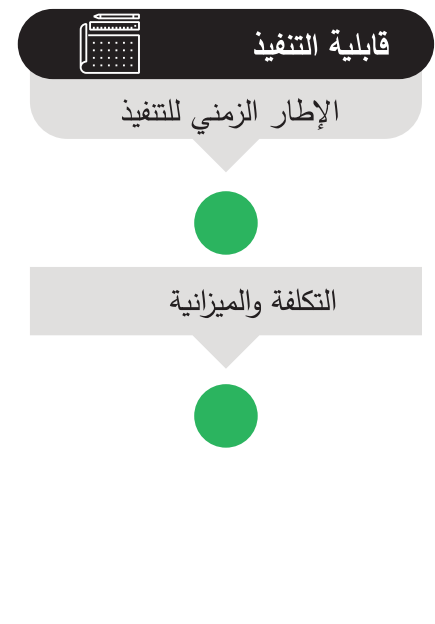 قابلية التنفيذ
الإطار الزمني للتنفيذ
التكلفة والميزانية